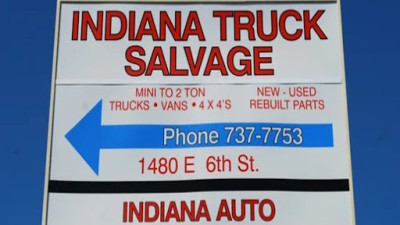 INDIANA TRUCK
SALVAGE
MINI TO 2 TON
TRUCKS • VANS • 4 X 4'S
NEW - USED
REBUILT PARTS
Phone 737-7753
1480 E 6th St.
INDIANA AUTO